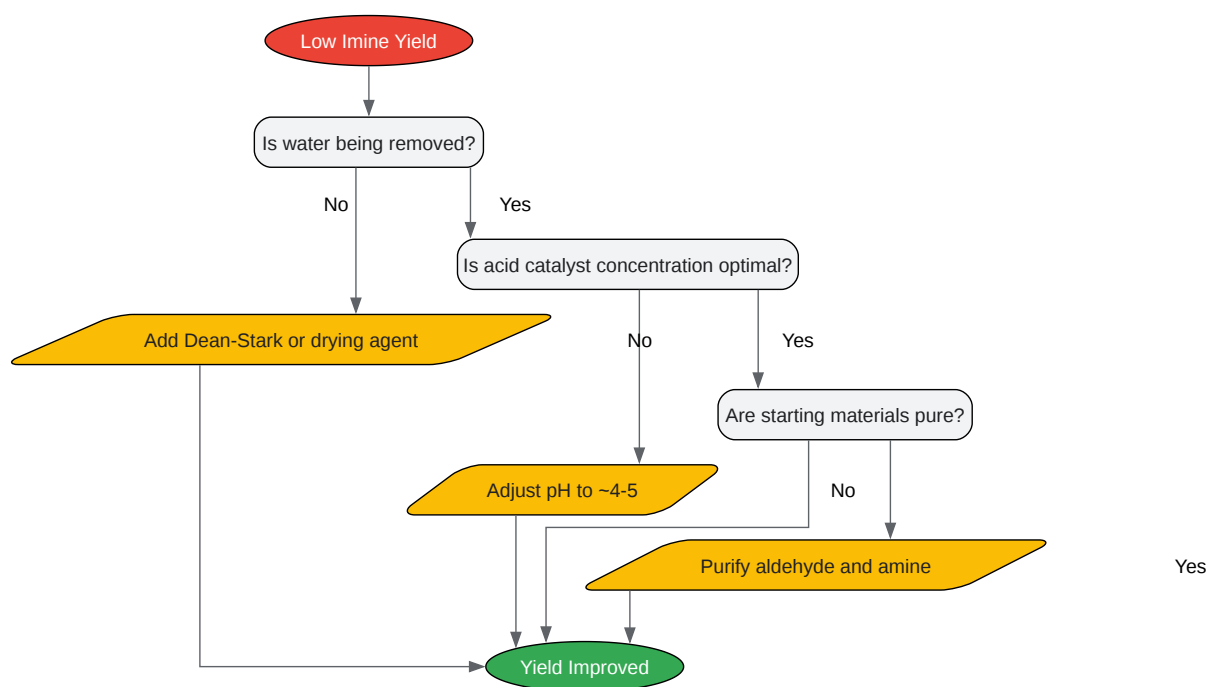 Low Imine Yield
Is water being removed?
No
Yes
Is acid catalyst concentration optimal?
Add Dean-Stark or drying agent
No
Yes
Are starting materials pure?
Adjust pH to ~4-5
No
Purify aldehyde and amine
Yes
Yield Improved